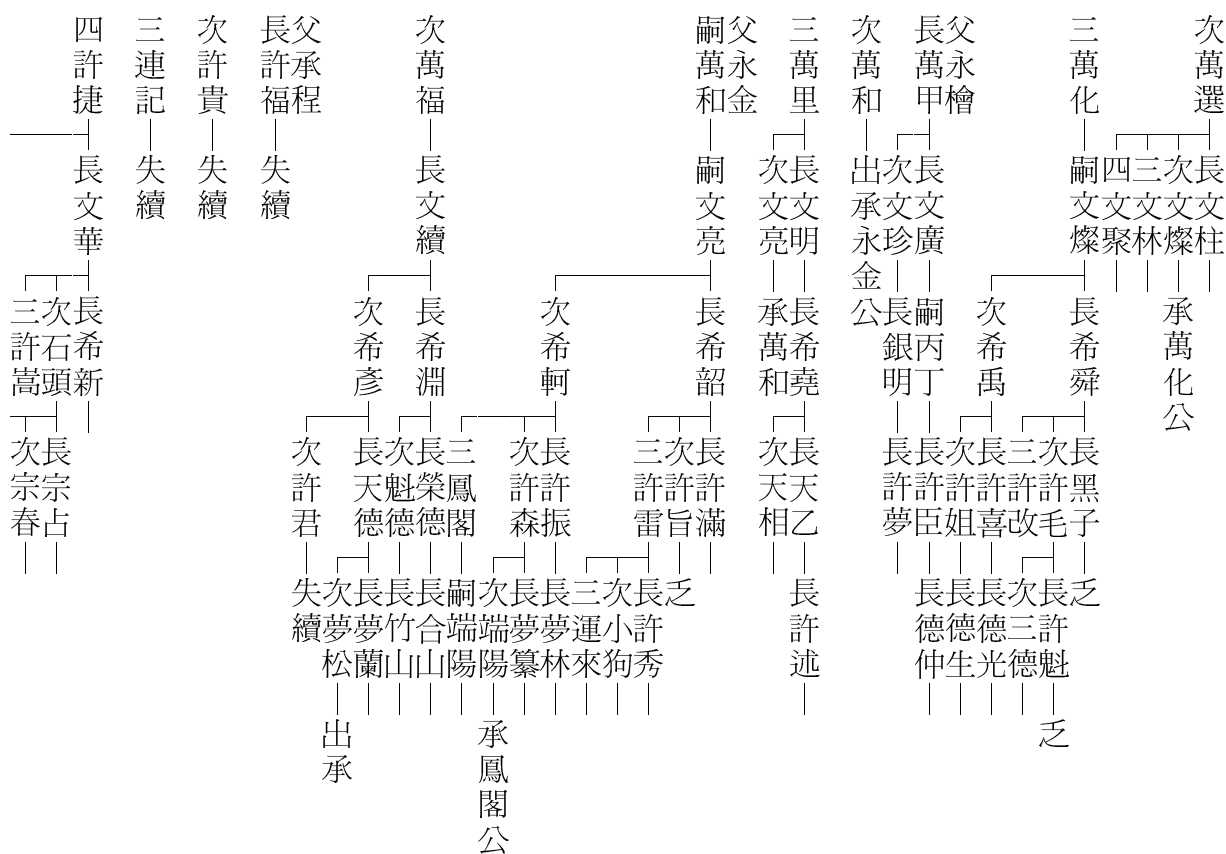 次萬選
三萬化
父永檜
長萬甲
次萬和
三萬里
父永金
嗣萬和
次萬福
父承程
長許福
次許貴
三連記
四許捷
長文柱
次文燦
三文林
四文聚
嗣文燦
長文廣
次文珍
出承永金公
長文明
次文亮
嗣文亮
長文續
失續
失續
失續
長文華
承萬化公
長希舜
次希禹
嗣丙丁
長銀明
長希堯
承萬和
長希韶
次希軻
長希淵
次希彥
長希新
次石頭
三許嵩
長黑子
次許毛
三許改
長許喜
次許姐
長許臣
長許夢
長天乙
次天相
長許滿
次許旨
三許雷
長許振
次許森
三鳳閣
長榮德
次魁德
長天德
次許君
長宗占
次宗春
乏
長許魁
次三德
長德光
長德生
長德仲
長許述
乏
長許秀
次小狗
三運來
長夢林
長夢纂
次端陽
嗣端陽
長合山
長竹山
長夢蘭
次夢松
失續
乏
承鳳閣公
出承